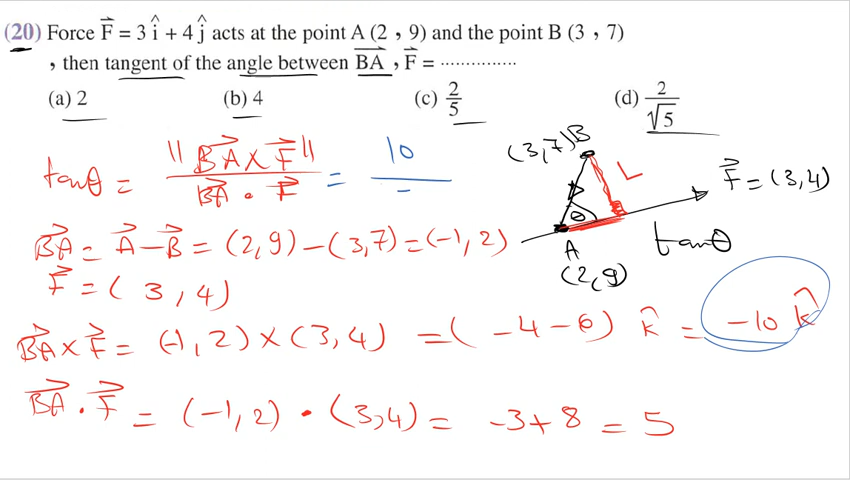 (20) Force F⃗ = 3 î + 4 ĵ acts at the point A (2 , 9) and the point B (3 , 7)
, then tangent of the angle between BA⃗ , F⃗ = ...............
(a) 2 (b) 4 (c) 2/5 (d) 2/√5
tanθ = ||BA⃗ × F⃗|| / BA⃗ · F⃗ = 10 / =
(3,7) B
L
F⃗ = (3,4)
θ
A
(2,9)
tanθ
BA⃗ = A⃗ - B⃗ = (2,9) - (3,7) = (-1,2)
F⃗ = (3,4)
BA⃗ × F⃗ = (-1,2) × (3,4) = (-4-6) k̂ = -10 k̂
BA⃗ · F⃗ = (-1,2) · (3,4) = -3+8 = 5